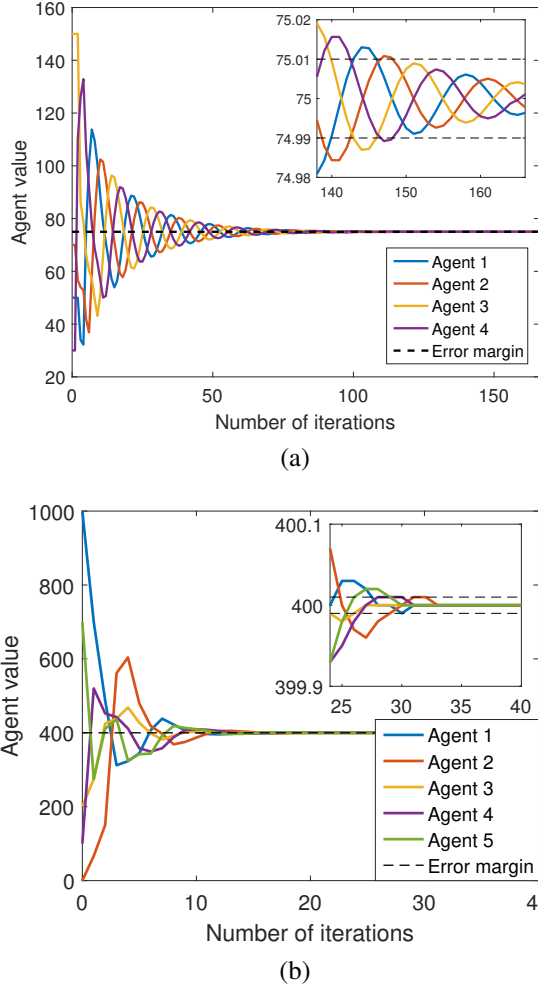 160
140
120
100
80
60
40
20
Agent value
75.02
75.01
75
74.99
74.98
140 150 160
Agent 1
Agent 2
Agent 3
Agent 4
Error margin
0 50 100 150
Number of iterations
(a)
1000
800
600
400
200
0
Agent value
400.1
400
399.9
25 30 35 40
Agent 1
Agent 2
Agent 3
Agent 4
Agent 5
Error margin
0 10 20 30 4
Number of iterations
(b)